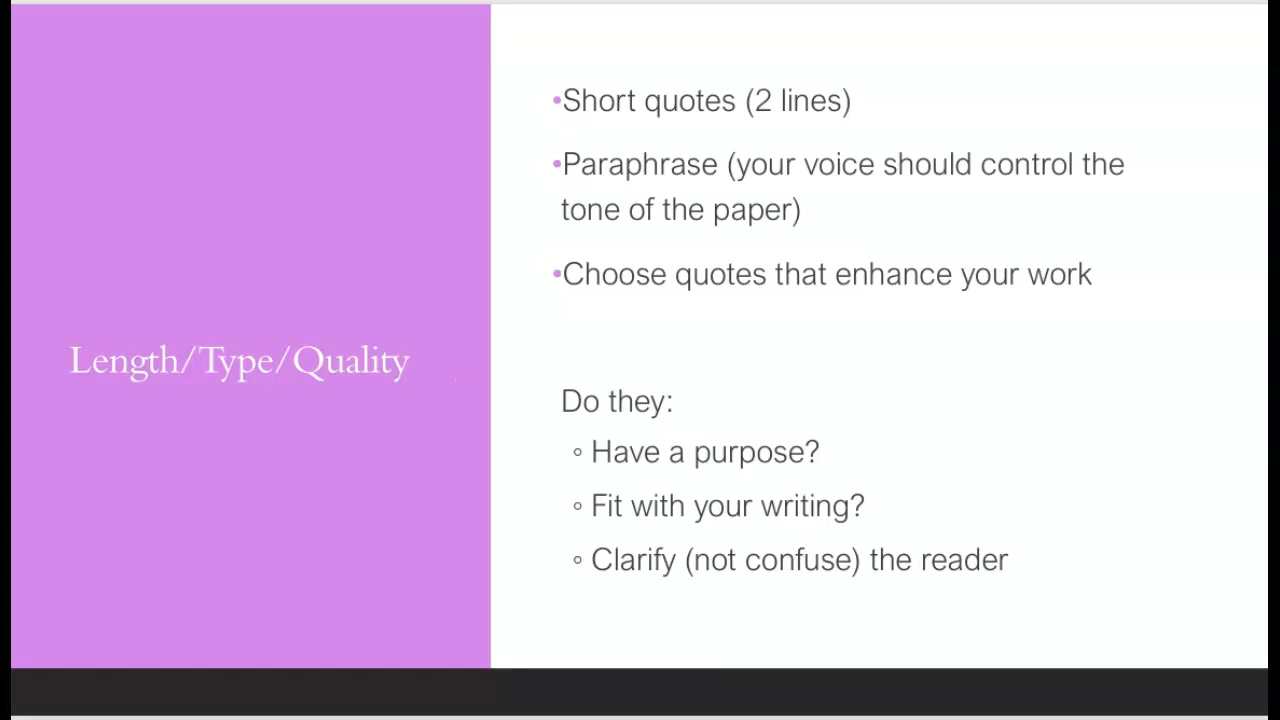 Length/Type/Quality
•Short quotes (2 lines)
•Paraphrase (your voice should control the
tone of the paper)
•Choose quotes that enhance your work
Do they:
◦ Have a purpose?
◦ Fit with your writing?
◦ Clarify (not confuse) the reader